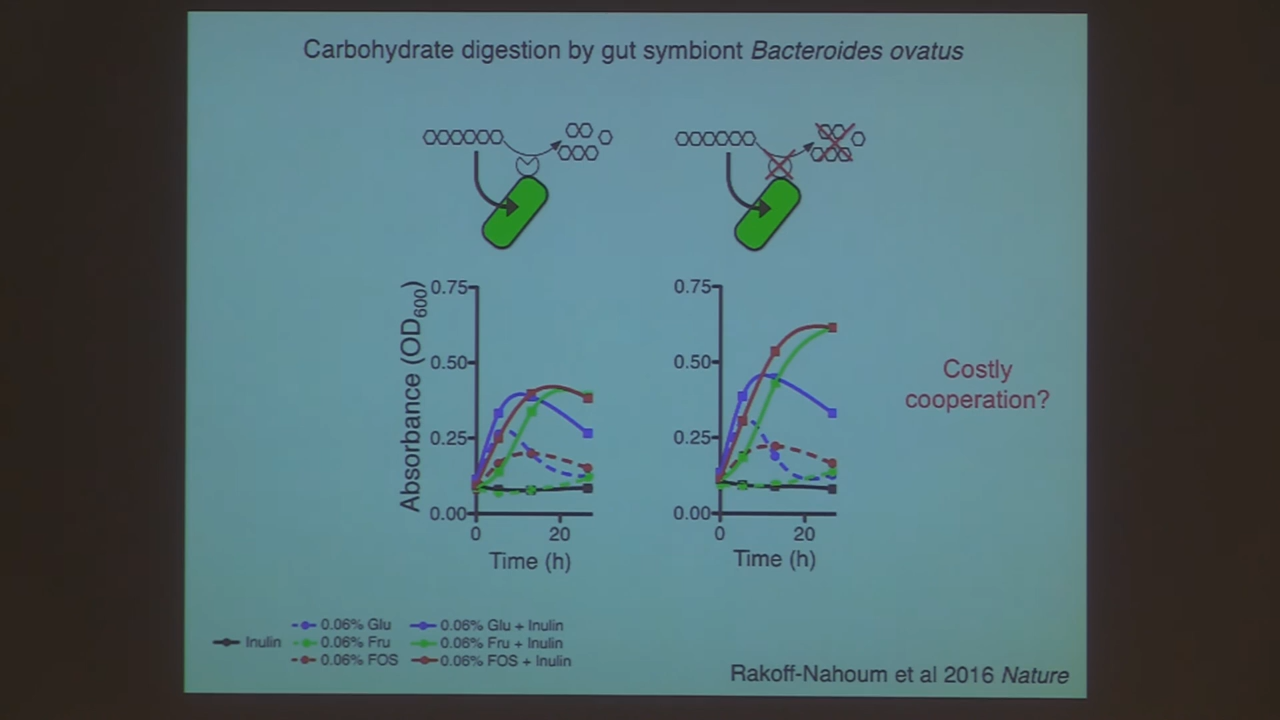 Carbohydrate digestion by gut symbiont Bacteroides ovatus
Absorbance (OD600)
0.75
0.50
0.25
0.00
0
20
Time (h)
0.75
0.50
0.25
0.00
0
20
Time (h)
Costly
cooperation?
Inulin
0.06% Glu
0.06% Fru
0.06% FOS
0.06% Glu + Inulin
0.06% Fru + Inulin
0.06% FOS + Inulin
Rakoff-Nahoum et al 2016 Nature